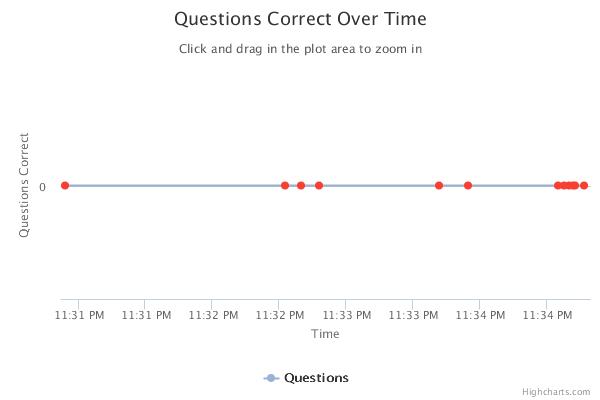 Questions Correct Over Time
Click and drag in the plot area to zoom in
Questions Correct
0
11:31 PM 11:31 PM 11:32 PM 11:32 PM 11:33 PM 11:33 PM 11:34 PM 11:34 PM
Time
Questions
Highcharts.com